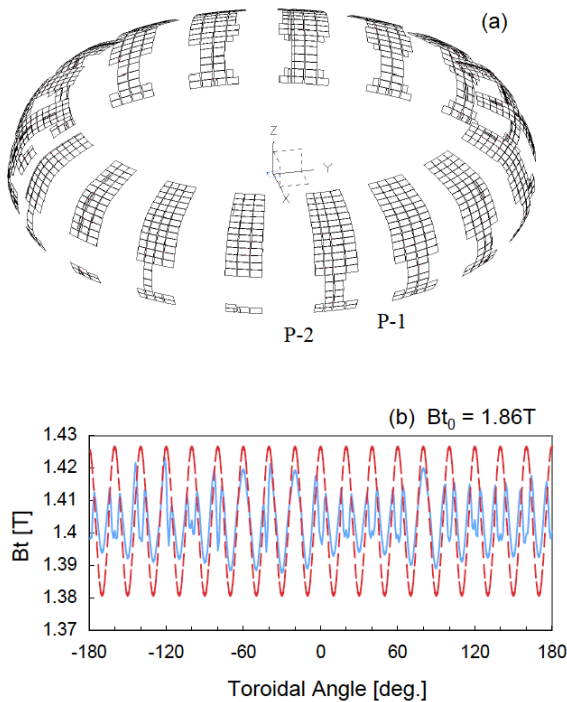 (a)
Z
Y
X
P-2
P-1
(b) Bt0 = 1.86T
1.43
1.42
1.41
1.4
1.39
1.38
1.37
Bt [T]
-180
-120
-60
0
60
120
180
Toroidal Angle [deg.]